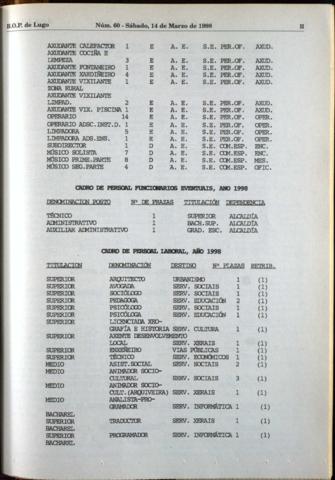 B.O.P. de Lugo Núm. 60 - Sábado, 14 de Marzo de 1998 11
AXUDANTE CALEFACTOR 1 E A. E. S.E. PER.OF. AXUD.
AXUDANTE COCIÑA E
LIMPEZA 3 E A. E. S.E. PER.OF. AXUD.
AXUDANTE FONTANEIRO 1 E A. E. S.E. PER.OF. AXUD.
AXUDANTE XARDIÑEIRO 4 E A. E. S.E. PER.OF. AXUD.
AXUDANTE VIXILANTE 1 E A. E. S.E. PER.OF. AXUD.
ZONA RURAL
AXUDANTE VIXILANTE
LIMPAD. 2 E A. E. S.E. PER.OF. AXUD.
AXUDANTE VIX. PISCINA 1 E A. E. S.E. PER.OF. AXUD.
OPERARIO 14 E A. E. S.E. PER.OF. OPER.
OPERARIO ADSC.INST.D. 1 E A. E. S.E. PER.OF. OPER.
LIMPADORA 5 E A. E. S.E. PER.OF. OPER.
LIMPADORA ADS.ENS. 1 E A. E. S.E. PER.OF. OPER.
SUBDIRECTOR 1 D A. E. S.E. COM.ESP. ENC.
MÚSICO SOLISTA 7 D A. E. S.E. COM.ESP. ENC.
MÚSICO PRIME.PARTE 8 D A. E. S.E. COM.ESP. MES.
MÚSICO SEG.PARTE 4 D A. E. S.E. COM.ESP. OFIC.
CADRO DE PERSOAL FUNCIONARIOS EVENTUAIS, ANO 1998
DENOMINACION POSTO Nº DE PRAZAS TITULACIÓN DEPENDENCIA
TÉCNICO 1 SUPERIOR ALCALDÍA
ADMINISTRATIVO 1 BACH.SUP. ALCALDÍA
AUXILIAR ADMINISTRATIVO 1 GRAD. ESC. ALCALDÍA
CADRO DE PERSOAL LABORAL, AÑO 1998
TITULACION DENOMINACIÓN DESTINO Nº PLAZAS RETRIB.
SUPERIOR ARQUITECTO URBANISMO 1 (1)
SUPERIOR AVOGADA SERV. SOCIAIS 1 (1)
SUPERIOR SOCIÓLOGO SERV. SOCIAIS 1 (1)
SUPERIOR PEDAGOGA SERV. EDUCACIÓN 2 (1)
SUPERIOR PSICÓLOGO SERV. SOCIAIS 1 (1)
SUPERIOR PSICÓLOGA SERV. EDUCACIÓN 1 (1)
SUPERIOR LICENCIADA XEO-
GRAFÍA E HISTORIA SERV. CULTURA 1 (1)
SUPERIOR AXENTE DESENVOLVEMENTO
LOCAL SERV. XERAIS 1 (1)
SUPERIOR ENXEÑEIRO VIAS PÚBLICAS 1 (1)
SUPERIOR TÉCNICO SERV. ECONÓMICOS 1 (1)
MEDIO ASIST.SOCIAL SERV. SOCIAIS 2 (1)
MEDIO ANIMADOR SOCIO-
CULTURAL SERV. SOCIAIS 3 (1)
MEDIO ANIMADOR SOCIO-
CULT.(ARQUIVEIRA) SERV. XERAIS 1 (1)
MEDIO ANALISTA-PRO-
GRAMADOR SERV. INFORMÁTICA 1 (1)
BACHAREL
SUPERIOR TRADUCTOR SERV. XERAIS 1 (1)
BACHAREL
SUPERIOR PROGRAMADOR SERV. INFORMÁTICA 1 (1)
BACHAREL